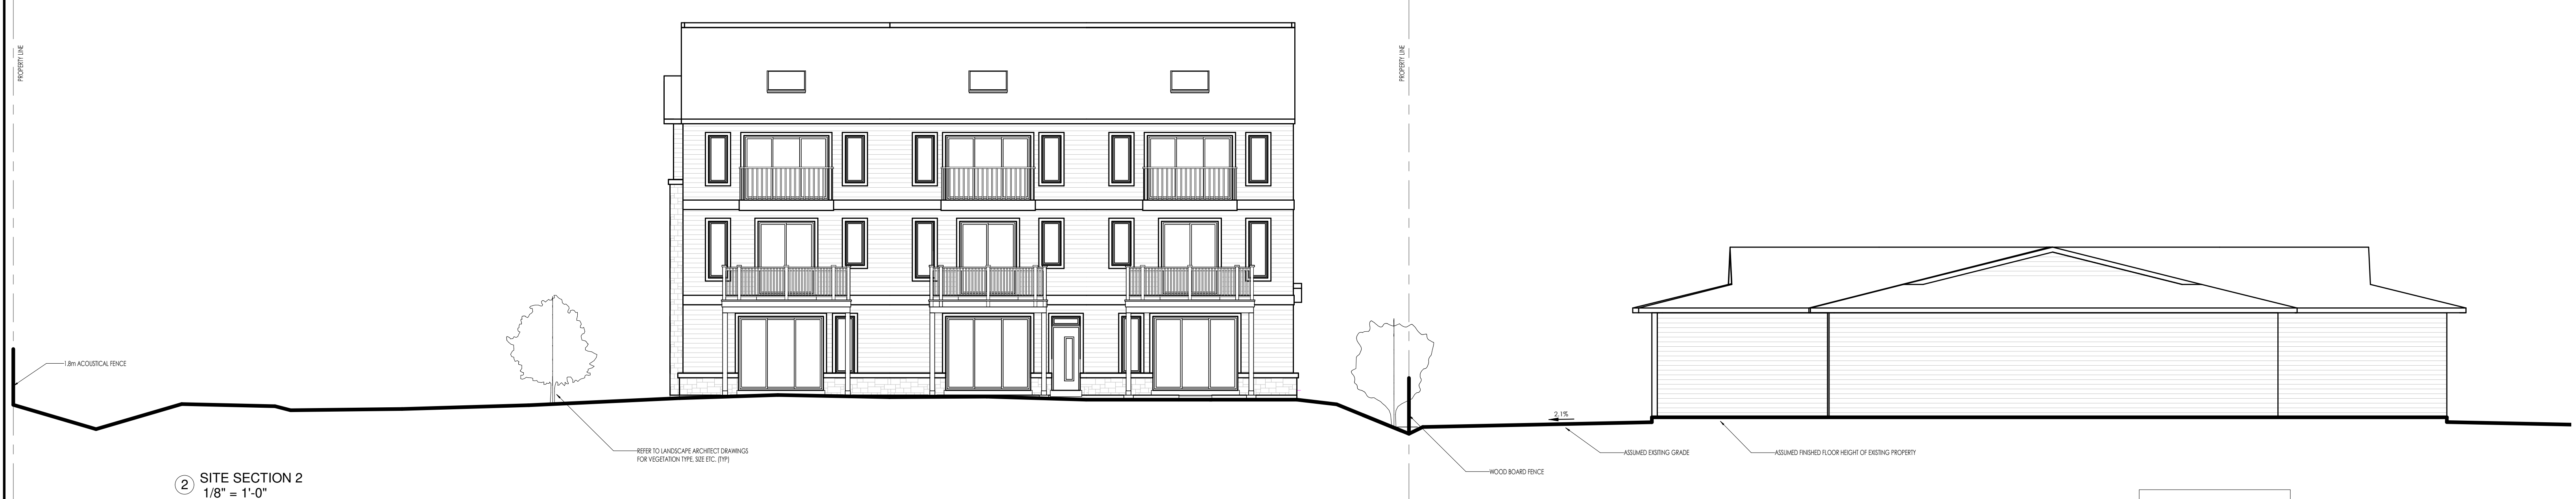 PROPERTY LINE
PROPERTY LINE
1.8m ACOUSTICAL FENCE
2.1%
REFER TO LANDSCAPE ARCHITECT DRAWINGS
FOR VEGETATION TYPE, SIZE ETC. (TYP)
ASSUMED EXSITING GRADE
ASSUMED FINISHED FLOOR HEIGHT OF EXISTING PROPERTY
WOOD BOARD FENCE
2 SITE SECTION 2
1/8" = 1'-0"